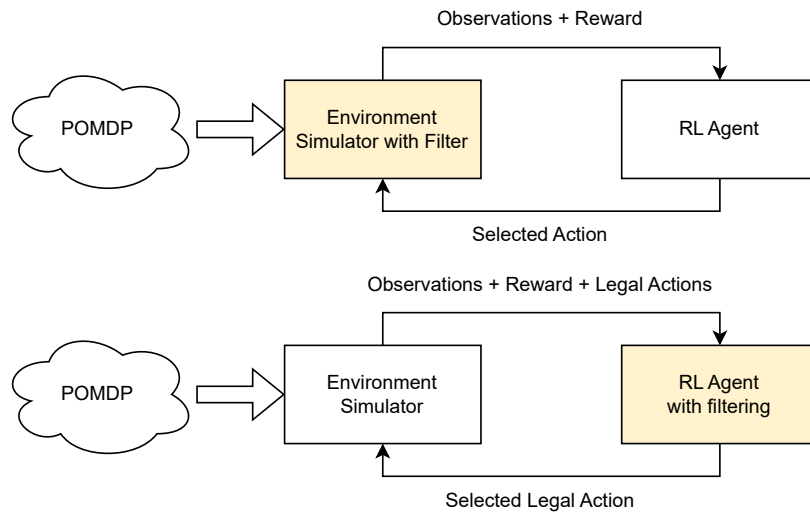 Observations + Reward
POMDP
Environment
Simulator with Filter
RL Agent
Selected Action
Observations + Reward + Legal Actions
POMDP
Environment
Simulator
RL Agent
with filtering
Selected Legal Action